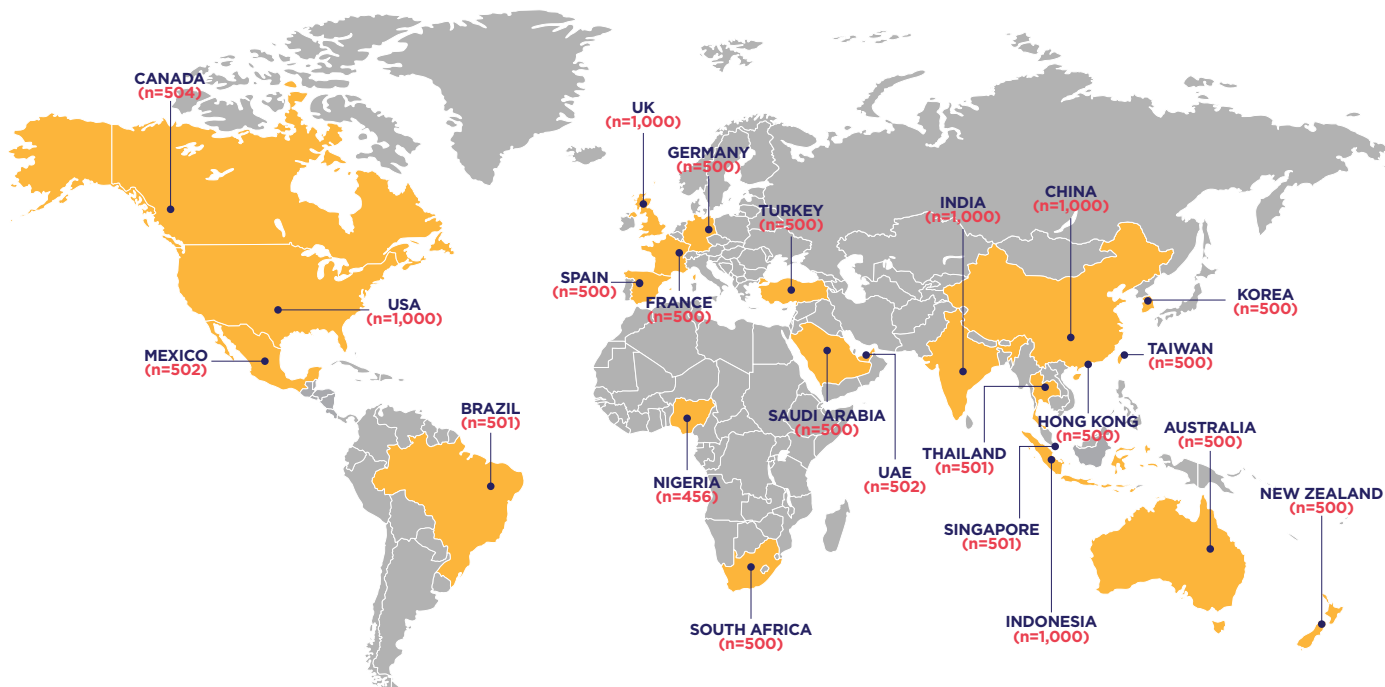 CANADA
(n=504)
UK
(n=1,000)
GERMANY
(n=500)
TURKEY
(n=500)
INDIA
(n=1,000)
CHINA
(n=1,000)
SPAIN
(n=500)
FRANCE
(n=500)
USA
(n=1,000)
KOREA
(n=500)
MEXICO
(n=502)
TAIWAN
(n=500)
BRAZIL
(n=501)
SAUDI ARABIA
(n=500)
HONG KONG
(n=500)
AUSTRALIA
(n=500)
THAILAND
(n=501)
NIGERIA
(n=456)
UAE
(n=502)
NEW ZEALAND
(n=500)
SINGAPORE
(n=501)
SOUTH AFRICA
(n=500)
INDONESIA
(n=1,000)